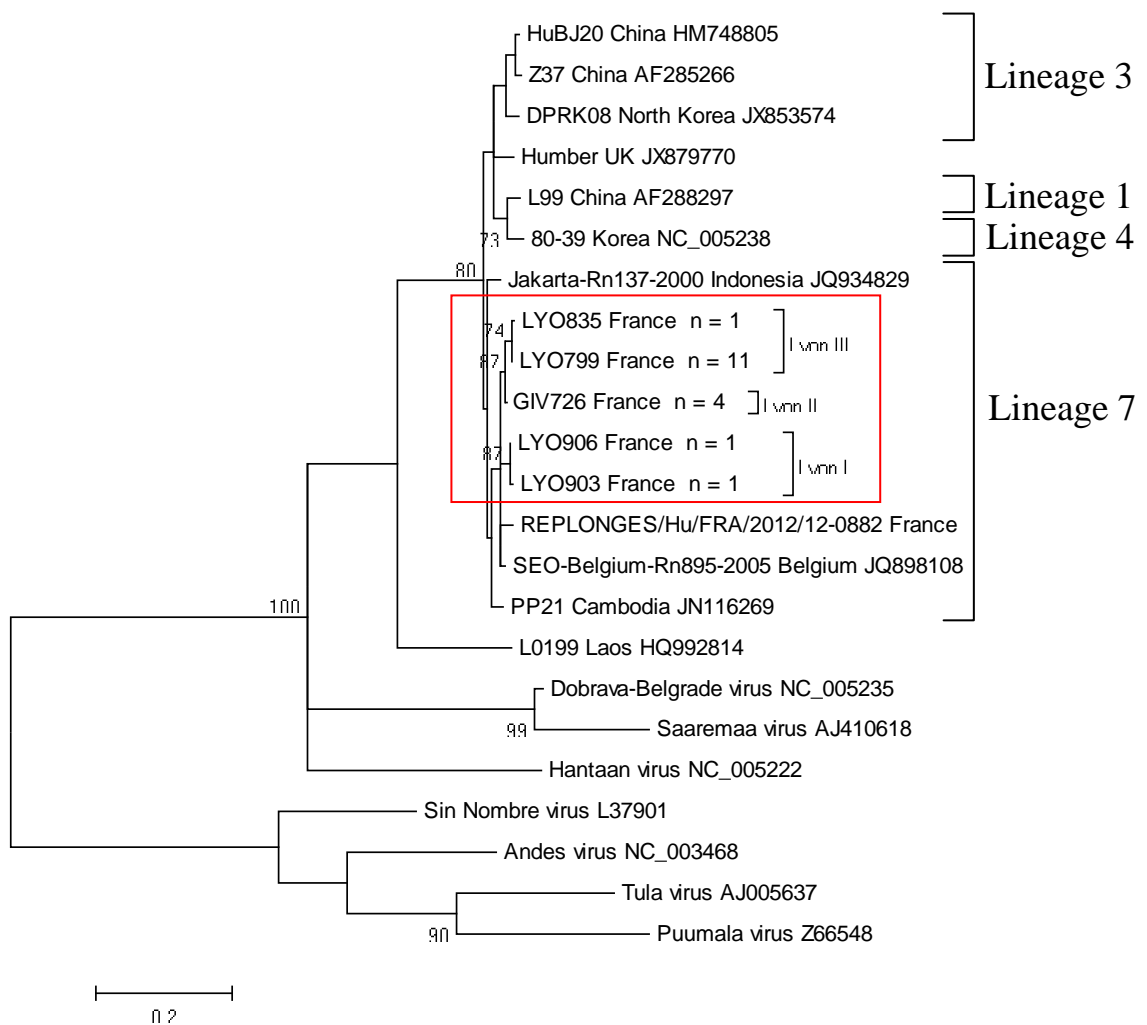 HuBJ20 China HM748805
Z37 China AF285266
DPRK08 North Korea JX853574
Lineage 3
Humber UK JX879770
L99 China AF288297
Lineage 1
73
80-39 Korea NC_005238
Lineage 4
80
Jakarta-Rn137-2000 Indonesia JQ934829
74
LYO835 France n = 1
Lyon III
87
LYO799 France n = 11
GIV726 France n = 4
Lyon II
Lineage 7
87
LYO906 France n = 1
Lyon I
LYO903 France n = 1
REPLONGES/Hu/FRA/2012/12-0882 France
SEO-Belgium-Rn895-2005 Belgium JQ898108
100
PP21 Cambodia JN116269
L0199 Laos HQ992814
Dobrava-Belgrade virus NC_005235
99
Saaremaa virus AJ410618
Hantaan virus NC_005222
Sin Nombre virus L37901
Andes virus NC_003468
Tula virus AJ005637
90
Puumala virus Z66548
0.2